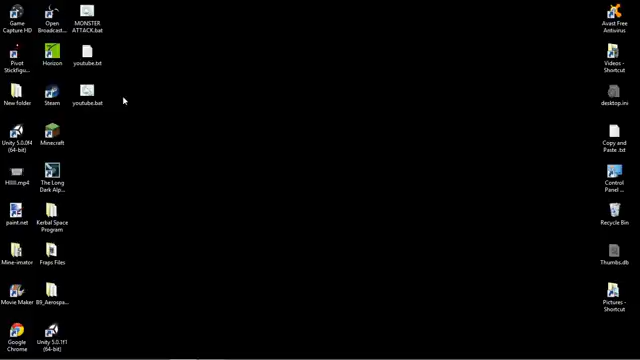 Game
Capture HD
Open
Broadcast...
MONSTER
ATTACK.bat
Pivot
Stickfigu...
Horizon
youtube.txt
New folder
Steam
youtube.bat
Unity 5.0.0f4
(64-bit)
Minecraft
HIIII.mp4
The Long
Dark Alp...
paint.net
Kerbal Space
Program
Mine-imator
Fraps Files
Movie Maker
B9_Aerospa...
Google
Chrome
Unity 5.0.1f1
(64-bit)
Avast Free
Antivirus
Videos -
Shortcut
desktop.ini
Copy and
Paste .txt
Control
Panel ...
Recycle Bin
Thumbs.db
Pictures -
Shortcut